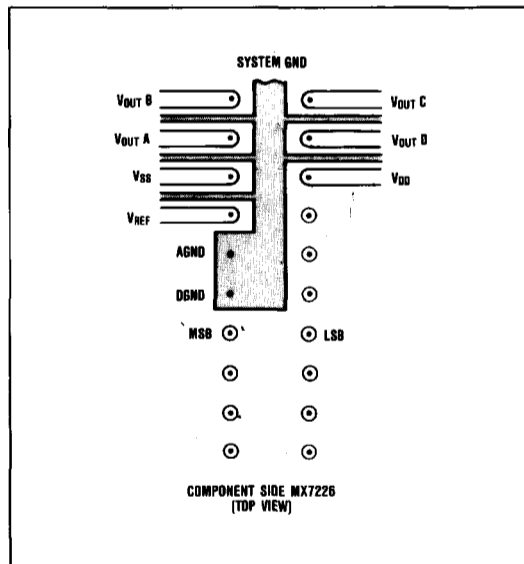 SYSTEM GND
VOUT B
VOUT C
VOUT A
VOUT D
VSS
VDD
VREF
AGND
DGND
MSB
LSB
COMPONENT SIDE MX7226
(TOP VIEW)